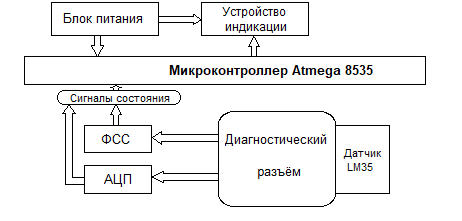 Блок питания
Устройство
индикации
Микроконтроллер Atmega 8535
Сигналы состояния
ФСС
АЦП
Диагностический
разъём
Датчик
LM35